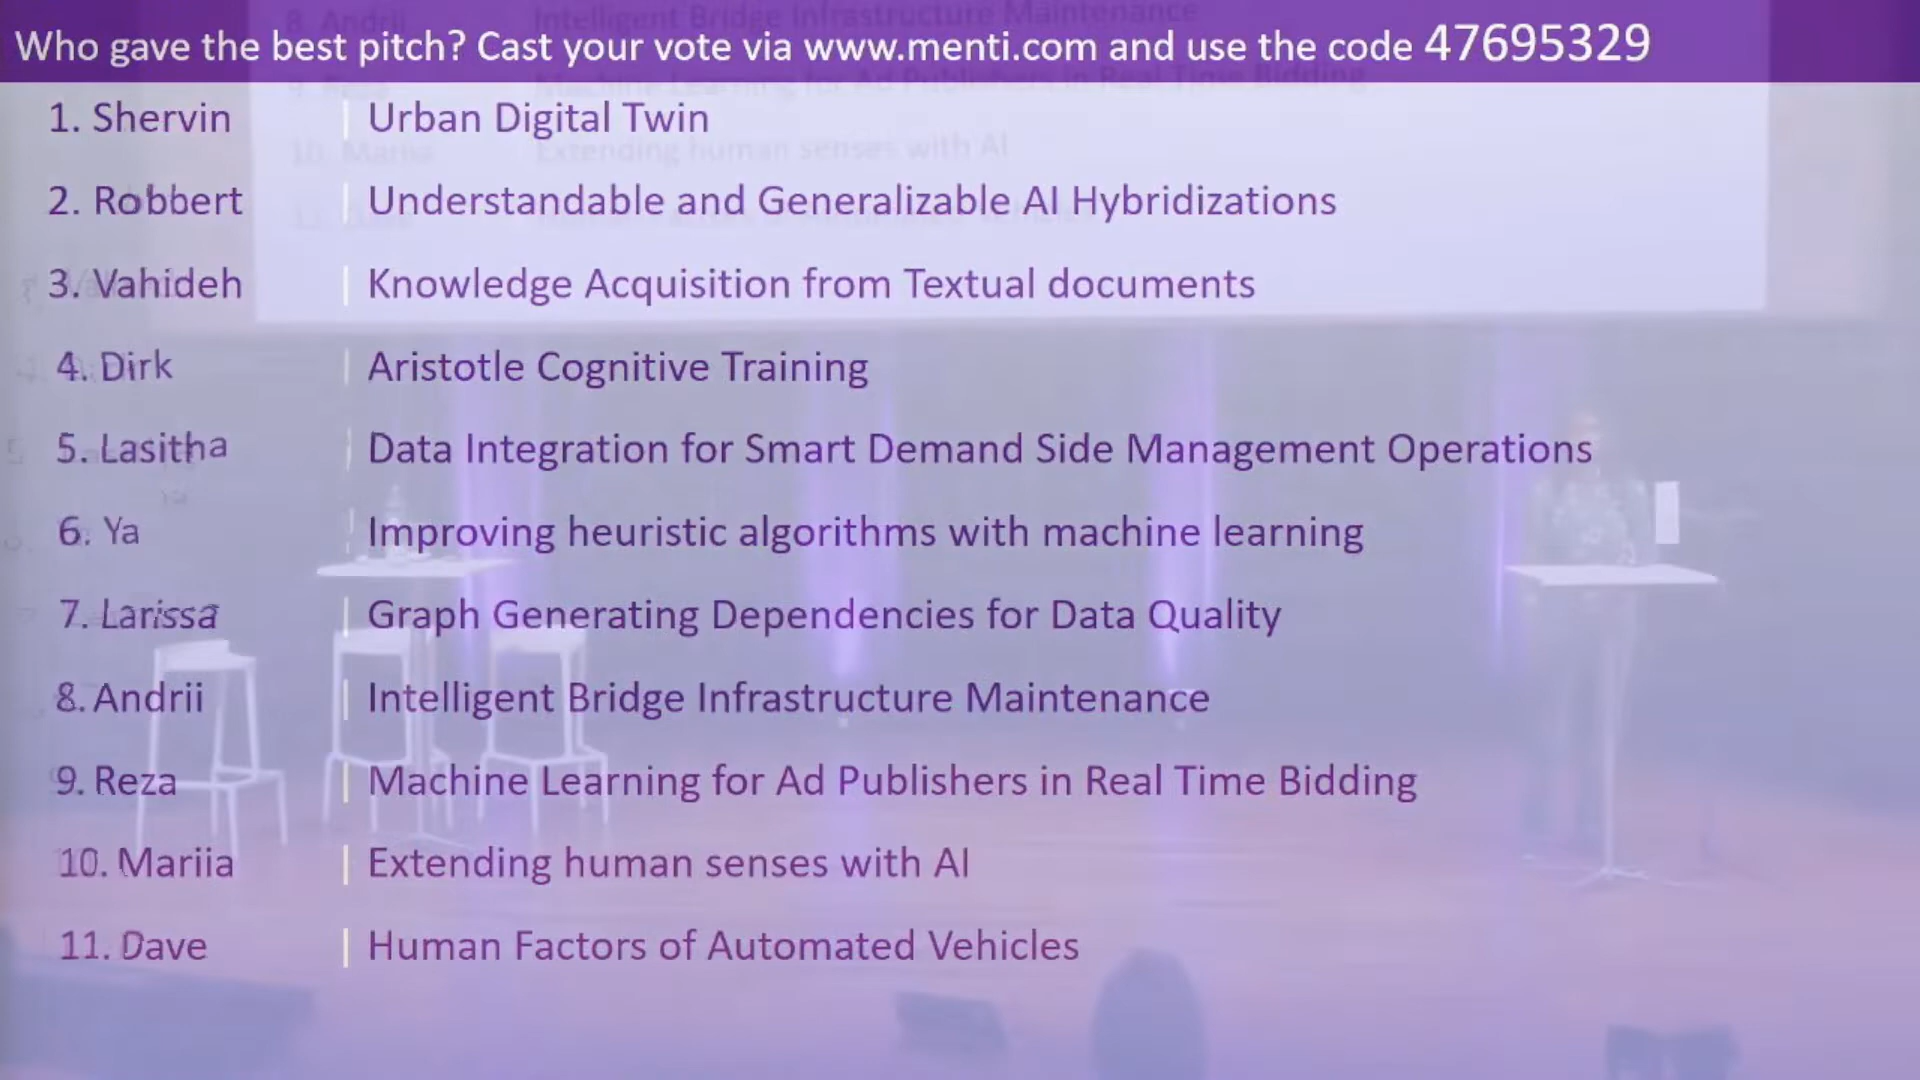 Who gave the best pitch? Cast your vote via www.menti.com and use the code 47695329
1. Shervin | Urban Digital Twin
2. Robbert | Understandable and Generalizable AI Hybridizations
3. Vahideh | Knowledge Acquisition from Textual documents
4. Dirk | Aristotle Cognitive Training
5. Lasitha | Data Integration for Smart Demand Side Management Operations
6. Ya | Improving heuristic algorithms with machine learning
7. Larissa | Graph Generating Dependencies for Data Quality
8. Andrii | Intelligent Bridge Infrastructure Maintenance
9. Reza | Machine Learning for Ad Publishers in Real Time Bidding
10. Mariia | Extending human senses with AI
11. Dave | Human Factors of Automated Vehicles